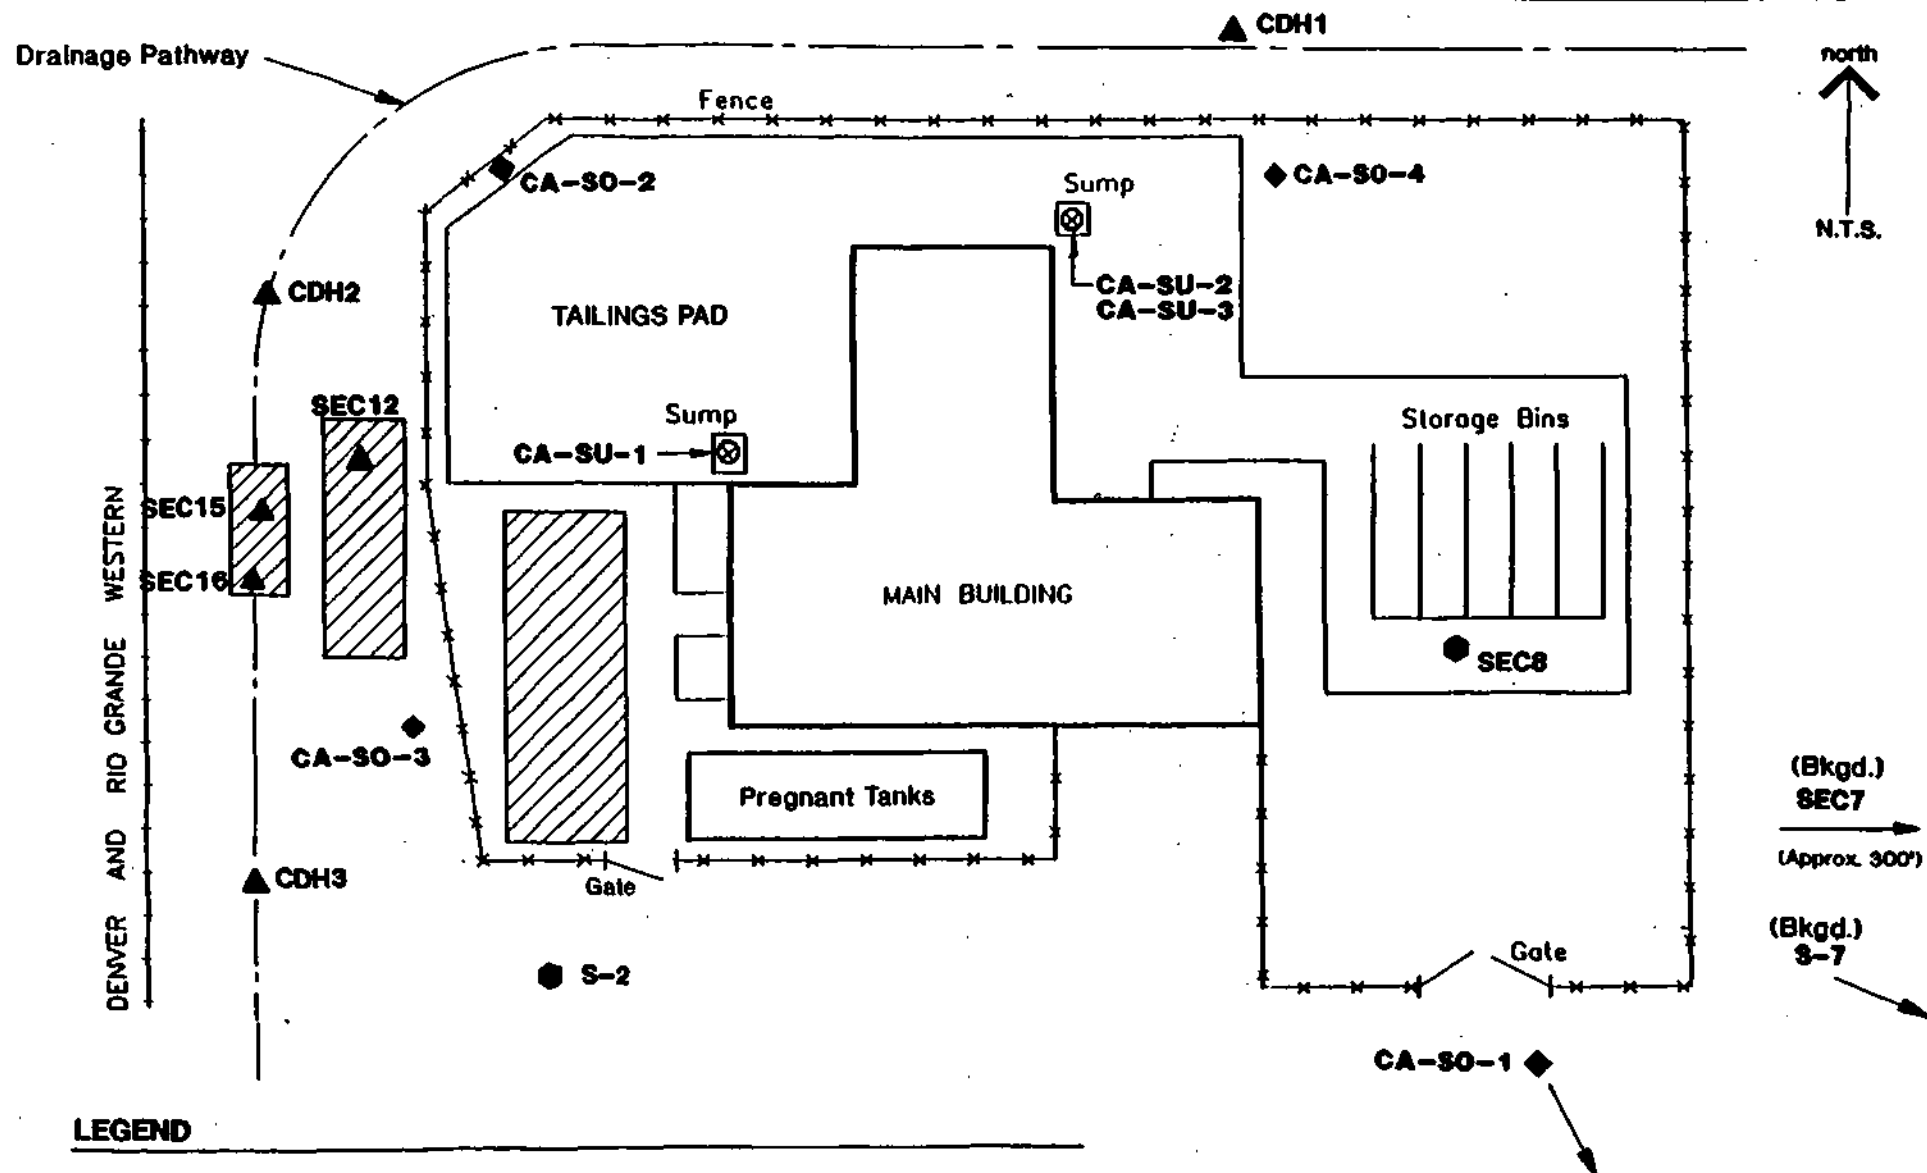 CDH1
Drainage Pathway
north
Fence
CA-SO-2
Sump
CA-SO-4
N.T.S.
CA-SU-2
CA-SU-3
CDH2
TAILINGS PAD
SEC12
Sump
Storage Bins
CA-SU-1
SEC15
SEC16
MAIN BUILDING
SEC8
DENVER AND RIO GRANDE WESTERN
CA-SO-3
(Bkgd.)
SEC7
Pregnant Tanks
(Approx. 300')
CDH3
Gate
(Bkgd.)
S-7
Gate
S-2
CA-SO-1
LEGEND